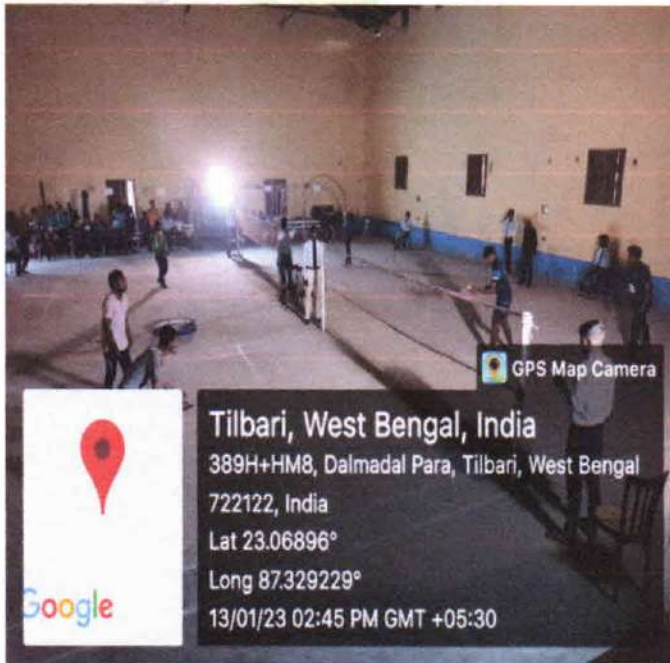 GPS Map Camera
Tilbari, West Bengal, India
389H+HM8, Dalmadal Para, Tilbari, West Bengal
722122, India
Lat 23.06896°
Long 87.329229°
13/01/23 02:45 PM GMT +05:30
Google